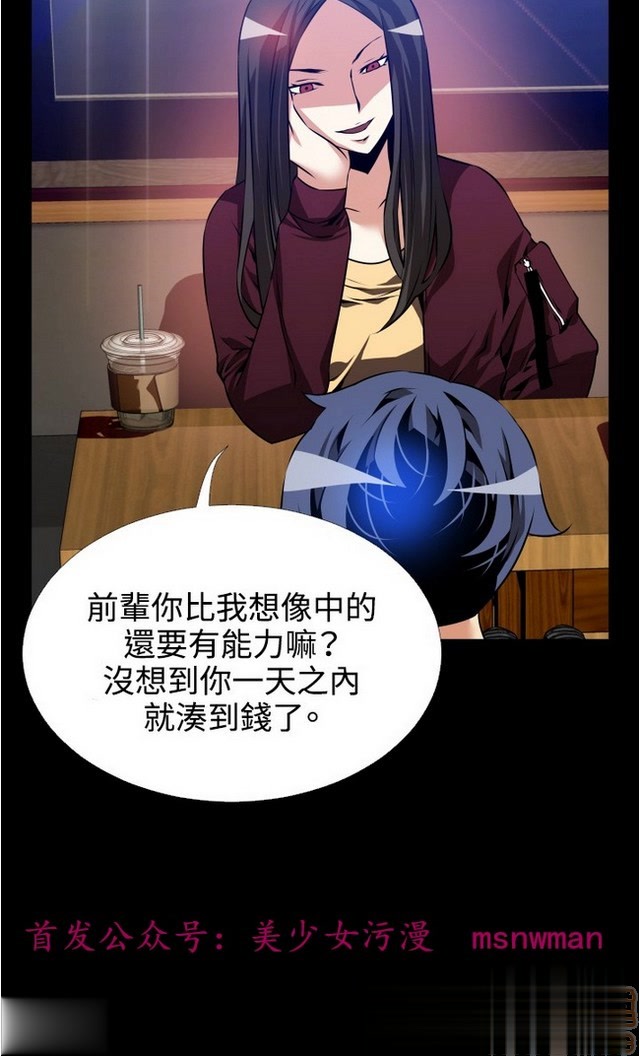 前輩你比我想像中的
還要有能力嘛?
沒想到你一天之內
就湊到錢了。
首发公众号: 美少女污漫 msnwman